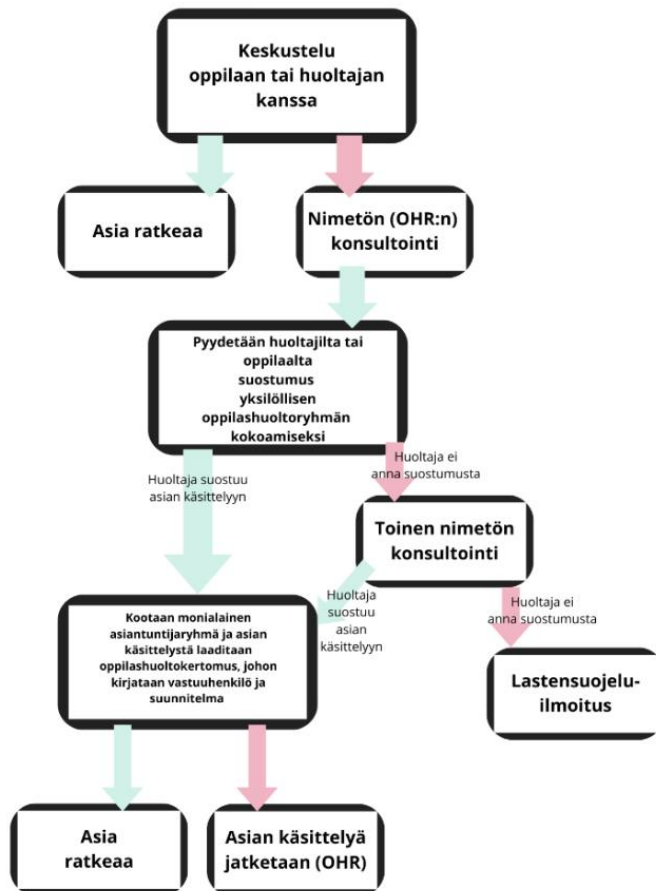 Keskustelu
oppilaan tai huoltajan
kanssa
Asia ratkeaa
Nimetön (OHR:n)
konsultointi
Pyydetään huoltajilta tai
oppilaalta
suostumus
yksilöllisen
oppilashuoltoryhmän
kokoamiseksi
Huoltaja suostuu
asian käsittelyyn
Huoltaja ei
anna suostumusta
Toinen nimetön
konsultointi
Huoltaja
suostuu
asian
käsittelyyn
Huoltaja ei
anna suostumusta
Kootaan monialainen
asiantuntijaryhmä ja asian
käsittelystä laaditaan
oppilashuoltokertomus, johon
kirjataan vastuuhenkilö ja
suunnitelma
Lastensuojelu-
ilmoitus
Asia
ratkeaa
Asian käsittelyä
jatketaan (OHR)